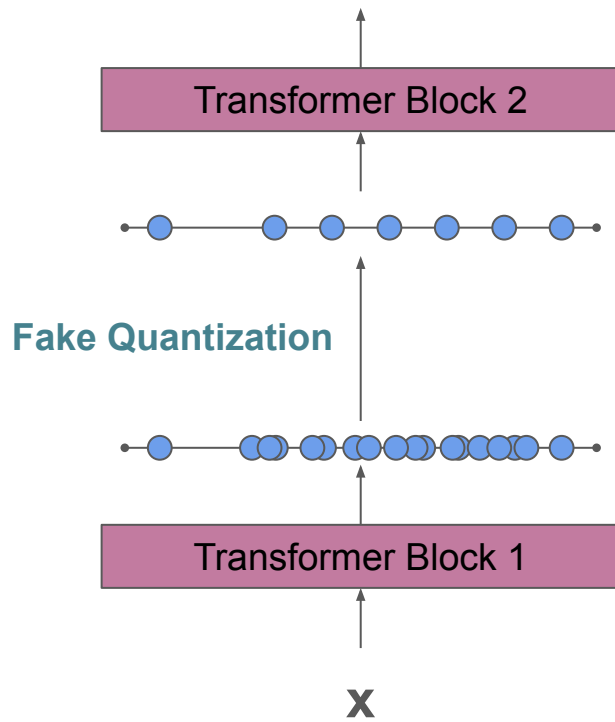 Transformer Block 2
Fake Quantization
Transformer Block 1
x